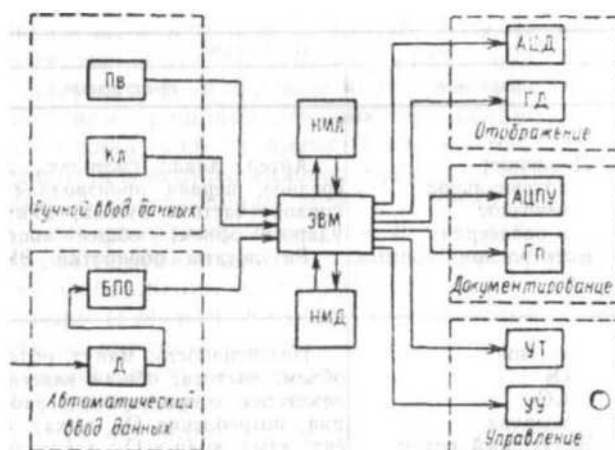 Пв
Кл
Ручной ввод данных
БПО
Д
Автоматический
ввод данных
НМЛ
ЭВМ
НМД
АЦД
ГД
Отображение
АЦПУ
Гп
Документирование
УТ
УУ
Управление